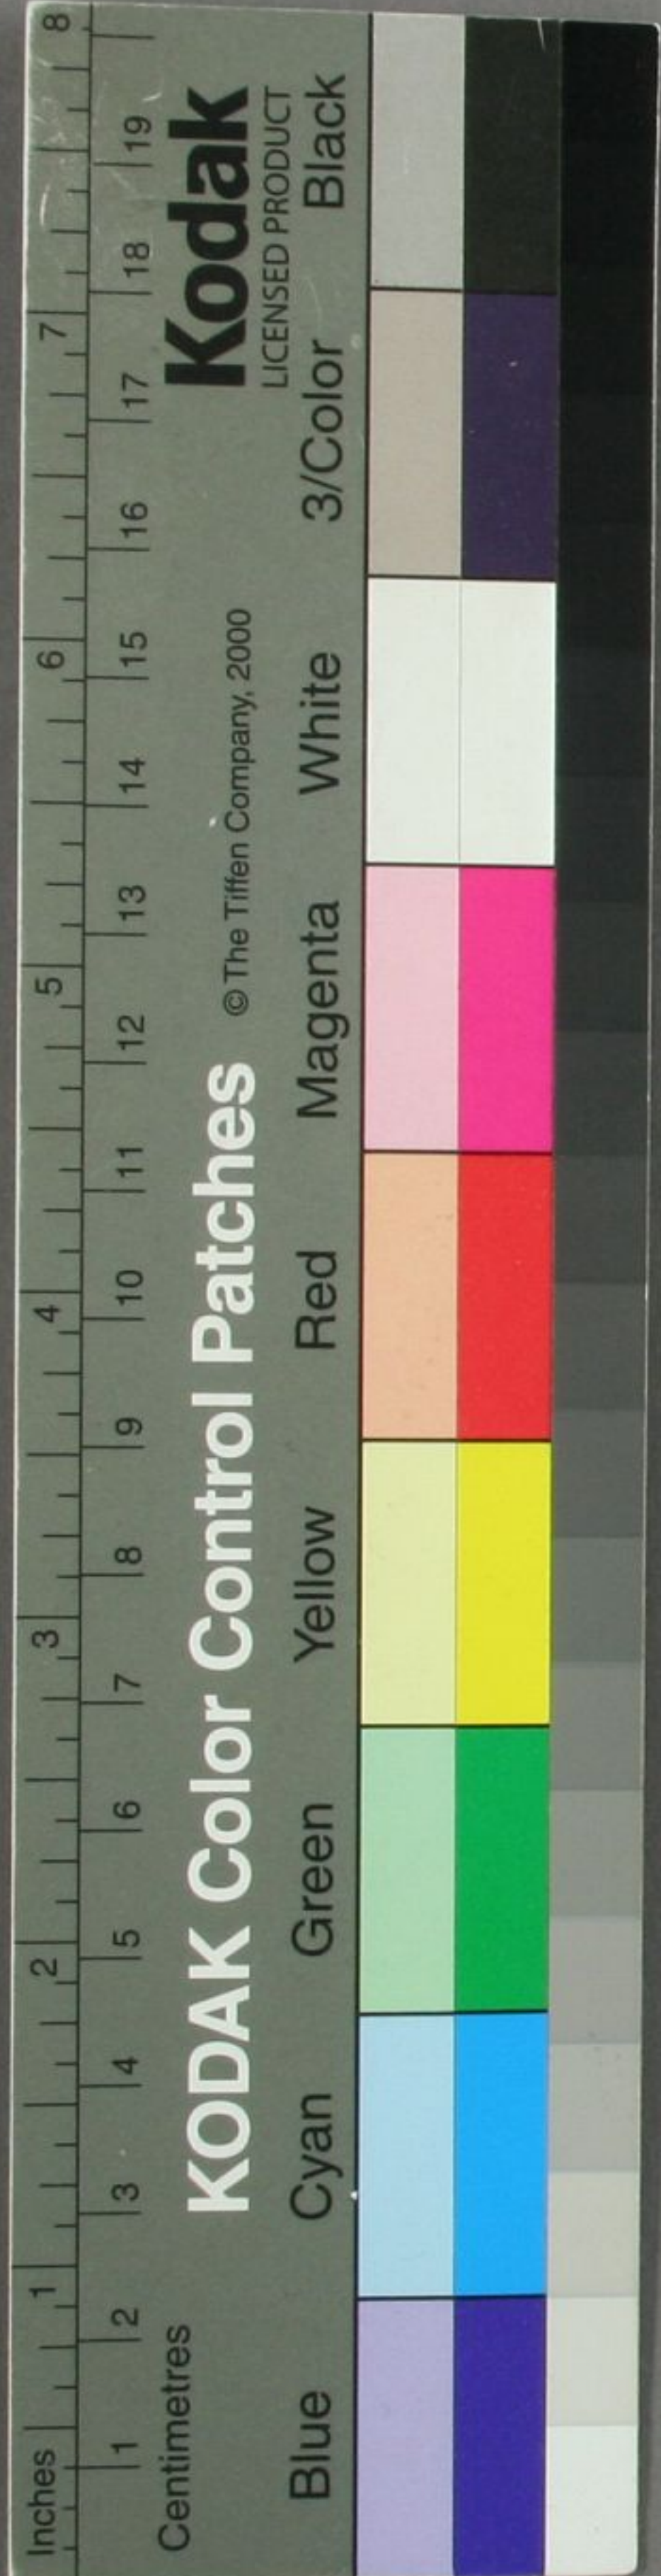 Inches 1 2 3 4 5 6 7 8
1 2 3 4 5 6 7 8 9 10 11 12 13 14 15 16 17 18 19
Centimetres
KODAK Color Control Patches © The Tiffen Company, 2000 Kodak
LICENSED PRODUCT
Blue Cyan Green Yellow Red Magenta White 3/Color Black